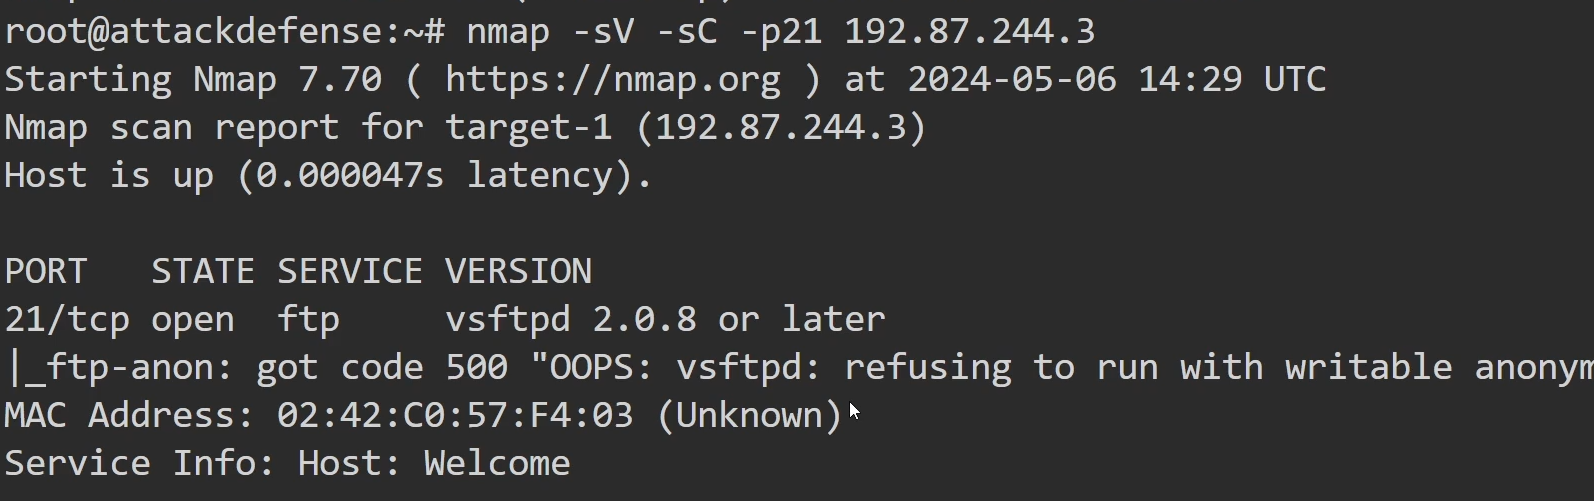 root@attackdefense:~# nmap -sV -sC -p21 192.87.244.3
Starting Nmap 7.70 ( https://nmap.org ) at 2024-05-06 14:29 UTC
Nmap scan report for target-1 (192.87.244.3)
Host is up (0.000047s latency).
PORT   STATE SERVICE VERSION
21/tcp open  ftp     vsftpd 2.0.8 or later
|_ftp-anon: got code 500 "OOPS: vsftpd: refusing to run with writable anonym
MAC Address: 02:42:C0:57:F4:03 (Unknown)
Service Info: Host: Welcome